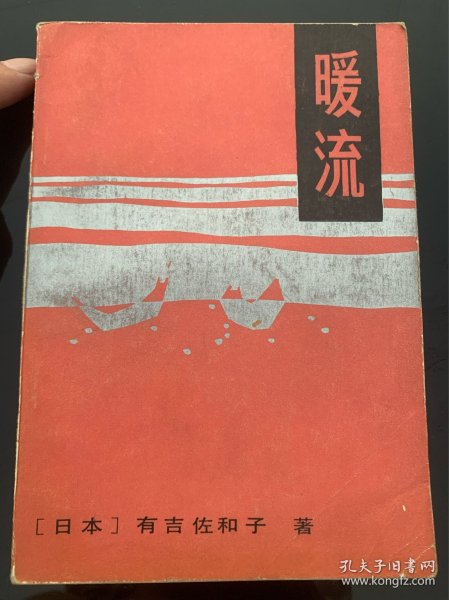 暖流
[日本] 有吉佐和子 著
孔夫子旧书网
www.kongfz.com